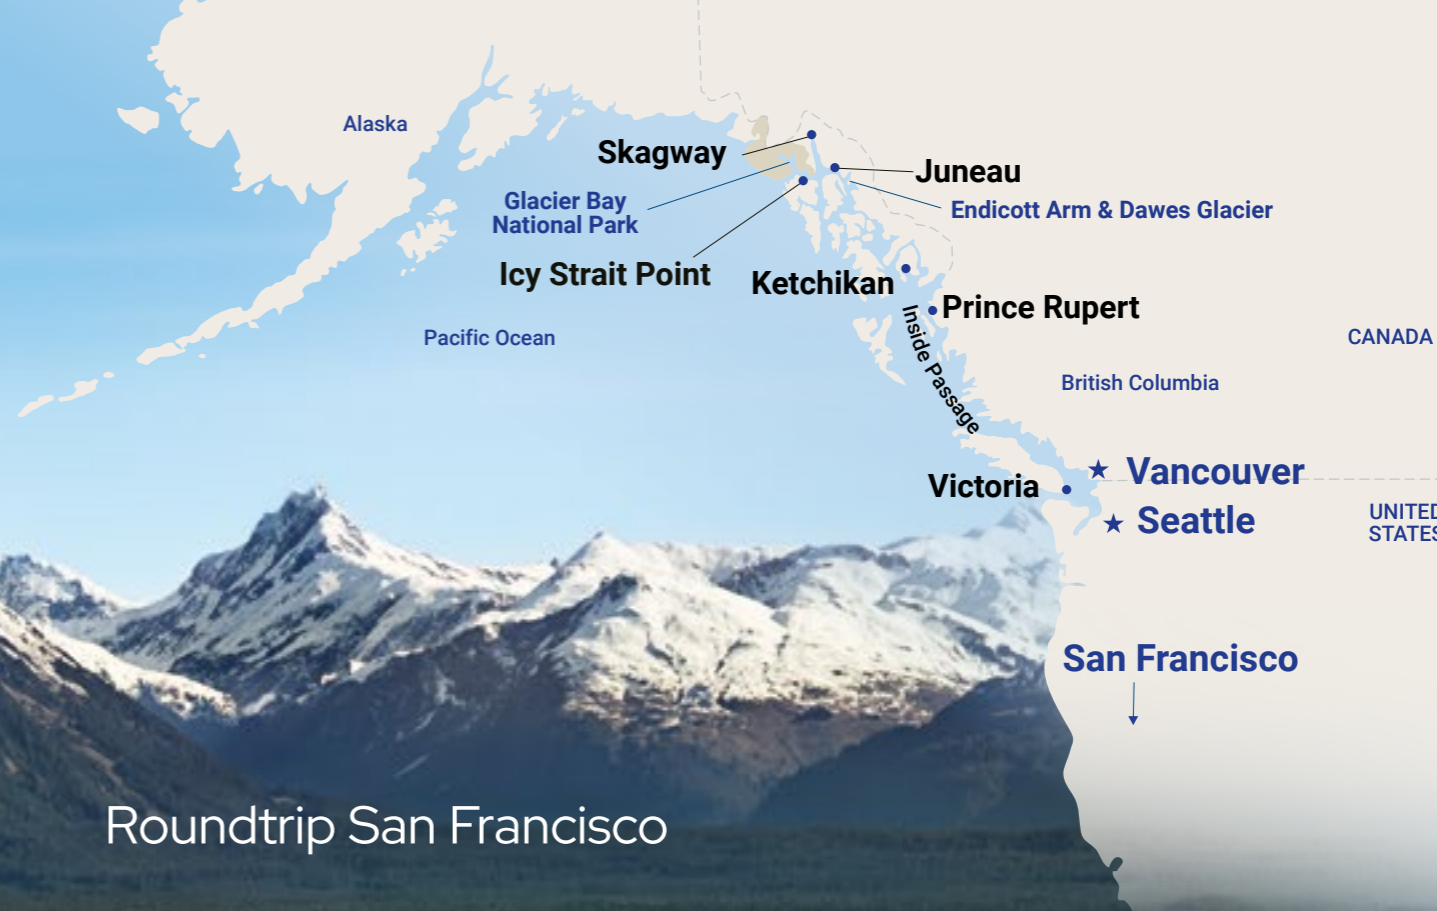 Alaska
Skagway
Juneau
Glacier Bay
National Park
Endicott Arm & Dawes Glacier
Icy Strait Point
Ketchikan
Prince Rupert
Inside Passage
Pacific Ocean
CANADA
British Columbia
Vancouver
Victoria
Seattle
UNITED
STATES
San Francisco
Roundtrip San Francisco